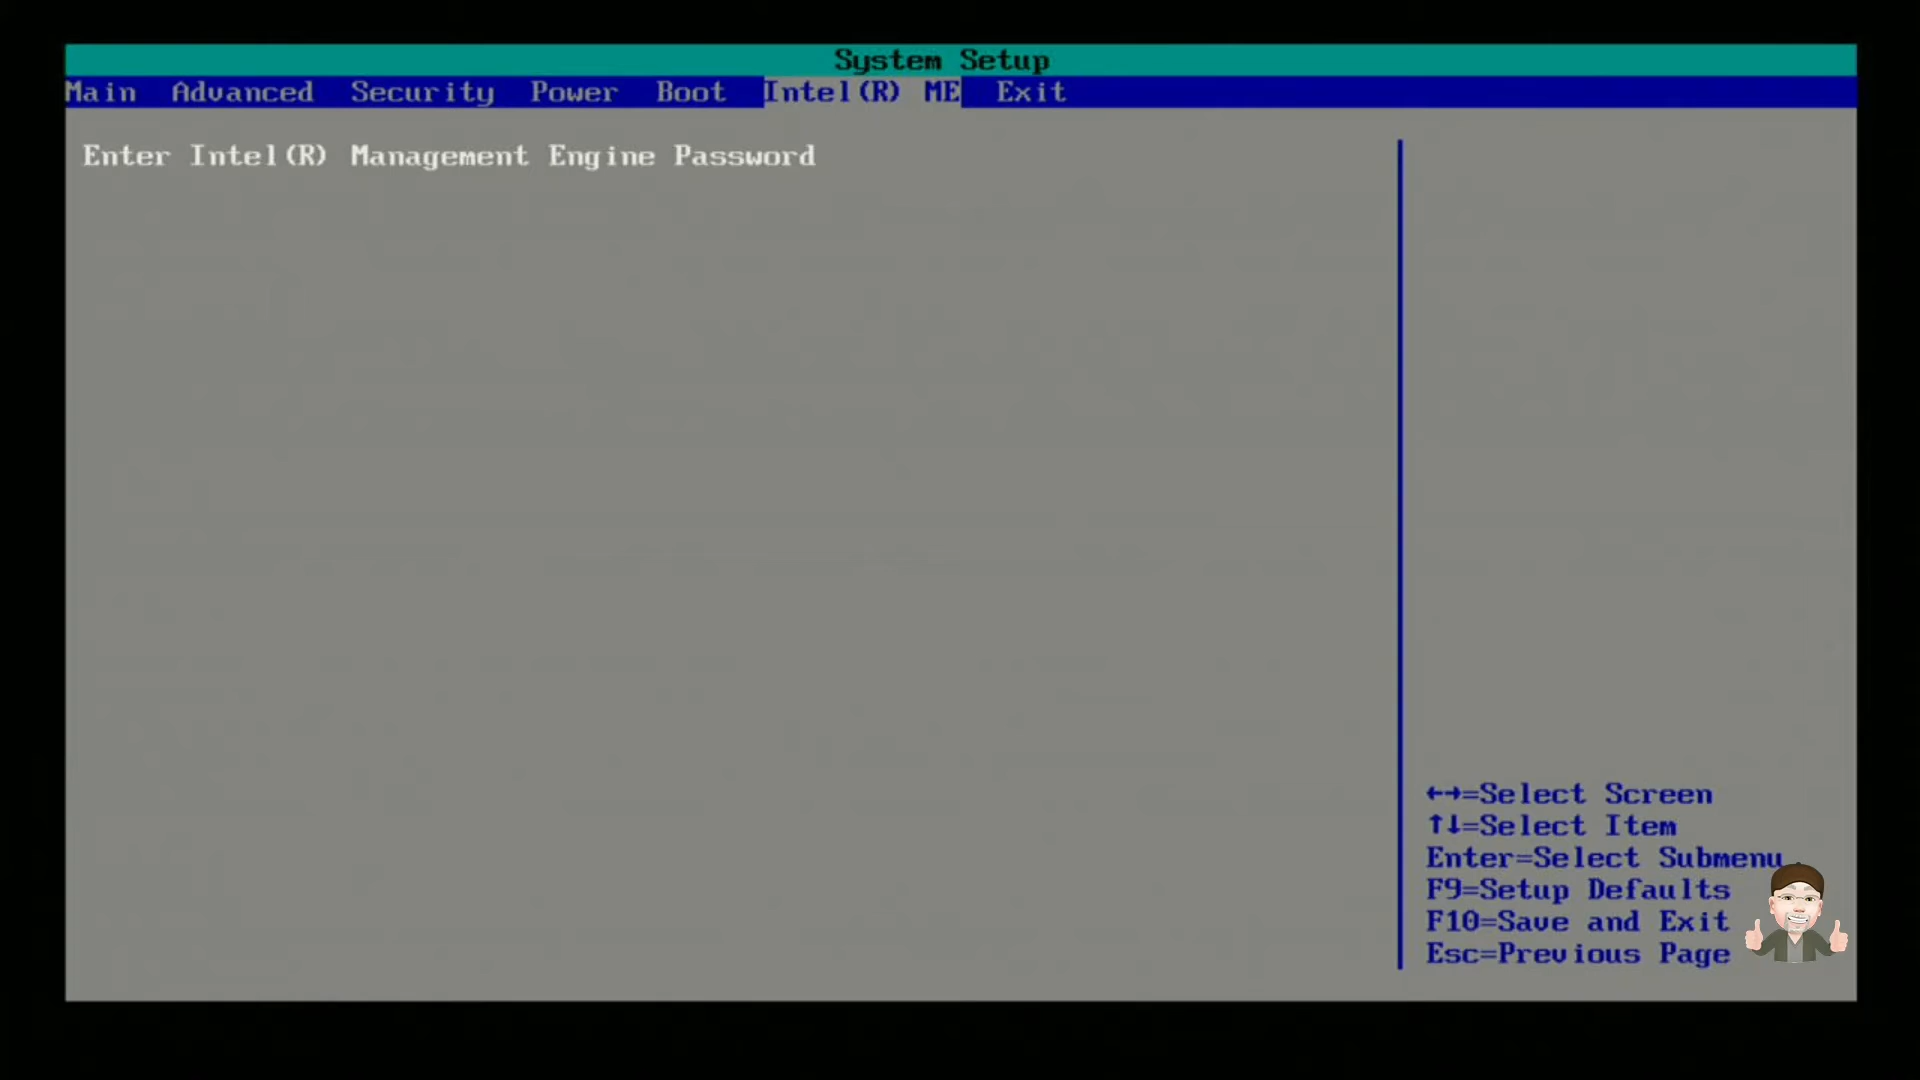 System Setup
Main Advanced Security Power Boot Intel(R) ME Exit
Enter Intel(R) Management Engine Password
←→=Select Screen
↑↓=Select Item
Enter=Select Submenu
F9=Setup Defaults
F10=Save and Exit
Esc=Previous Page